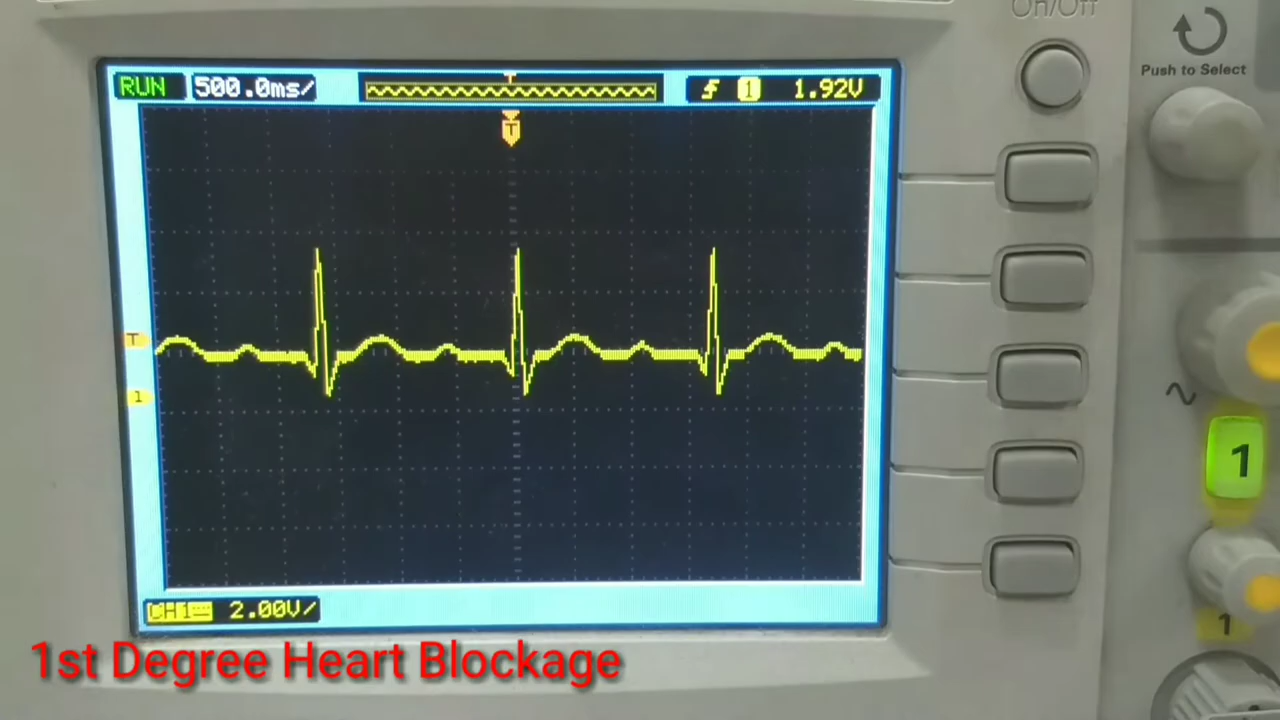 On/Off
RUN 500.0ms/ T 1 1.92V
Push to Select
T
T
1
1
CH1 2.00V/
1
1st Degree Heart Blockage